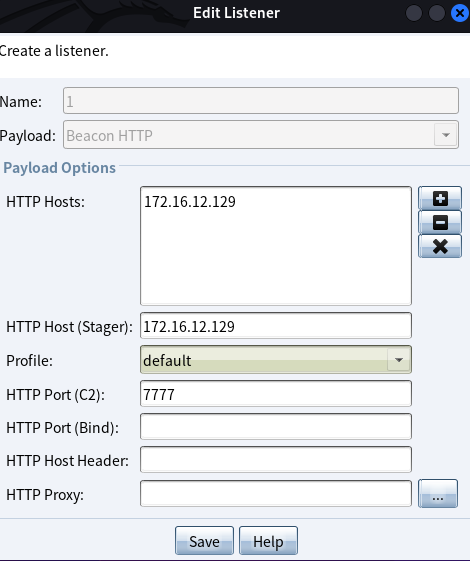 Edit Listener
Create a listener.
Name: 1
Payload: Beacon HTTP
Payload Options
HTTP Hosts: 172.16.12.129
HTTP Host (Stager): 172.16.12.129
Profile: default
HTTP Port (C2): 7777
HTTP Port (Bind):
HTTP Host Header:
HTTP Proxy: ...
Save Help